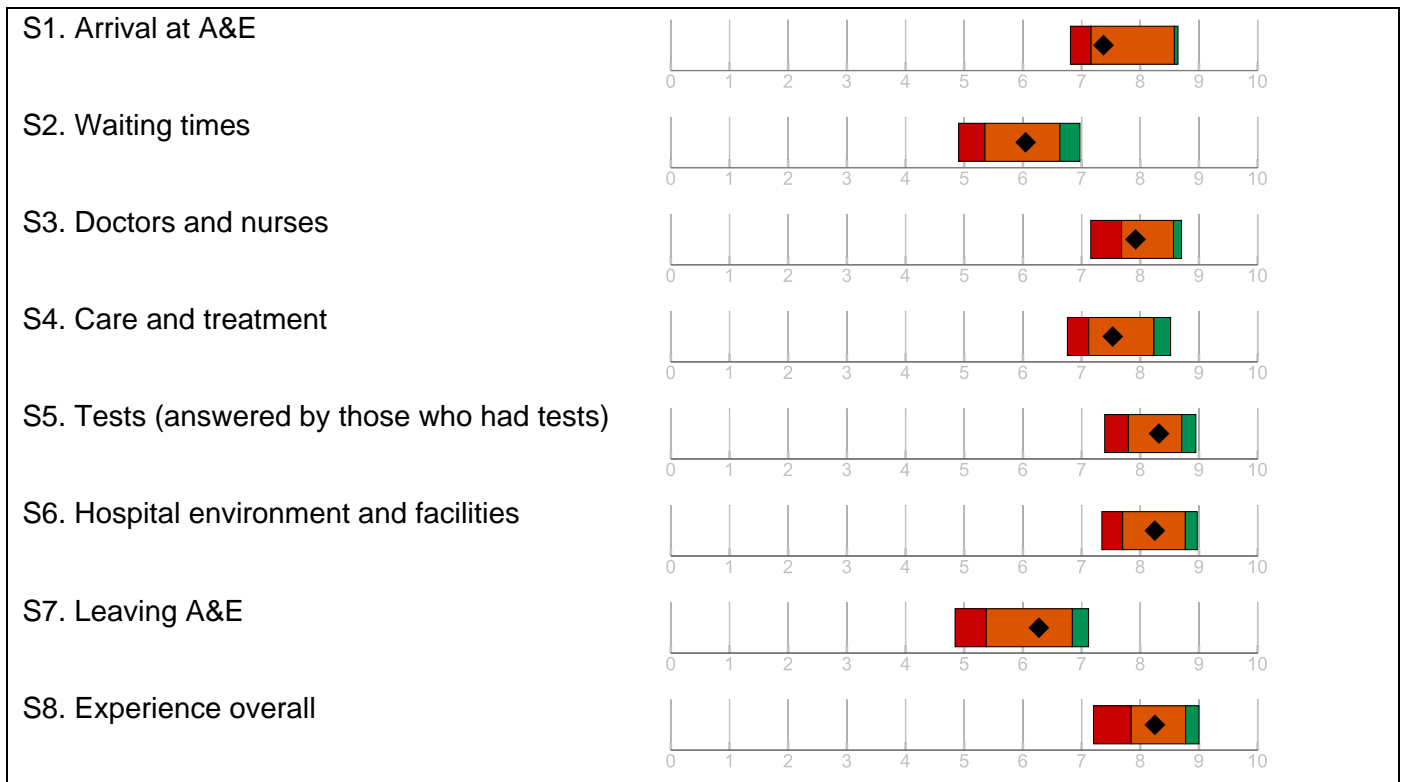 S1. Arrival at A&E
0 1 2 3 4 5 6 7 8 9 10
S2. Waiting times
0 1 2 3 4 5 6 7 8 9 10
S3. Doctors and nurses
0 1 2 3 4 5 6 7 8 9 10
S4. Care and treatment
0 1 2 3 4 5 6 7 8 9 10
S5. Tests (answered by those who had tests)
0 1 2 3 4 5 6 7 8 9 10
S6. Hospital environment and facilities
0 1 2 3 4 5 6 7 8 9 10
S7. Leaving A&E
0 1 2 3 4 5 6 7 8 9 10
S8. Experience overall
0 1 2 3 4 5 6 7 8 9 10